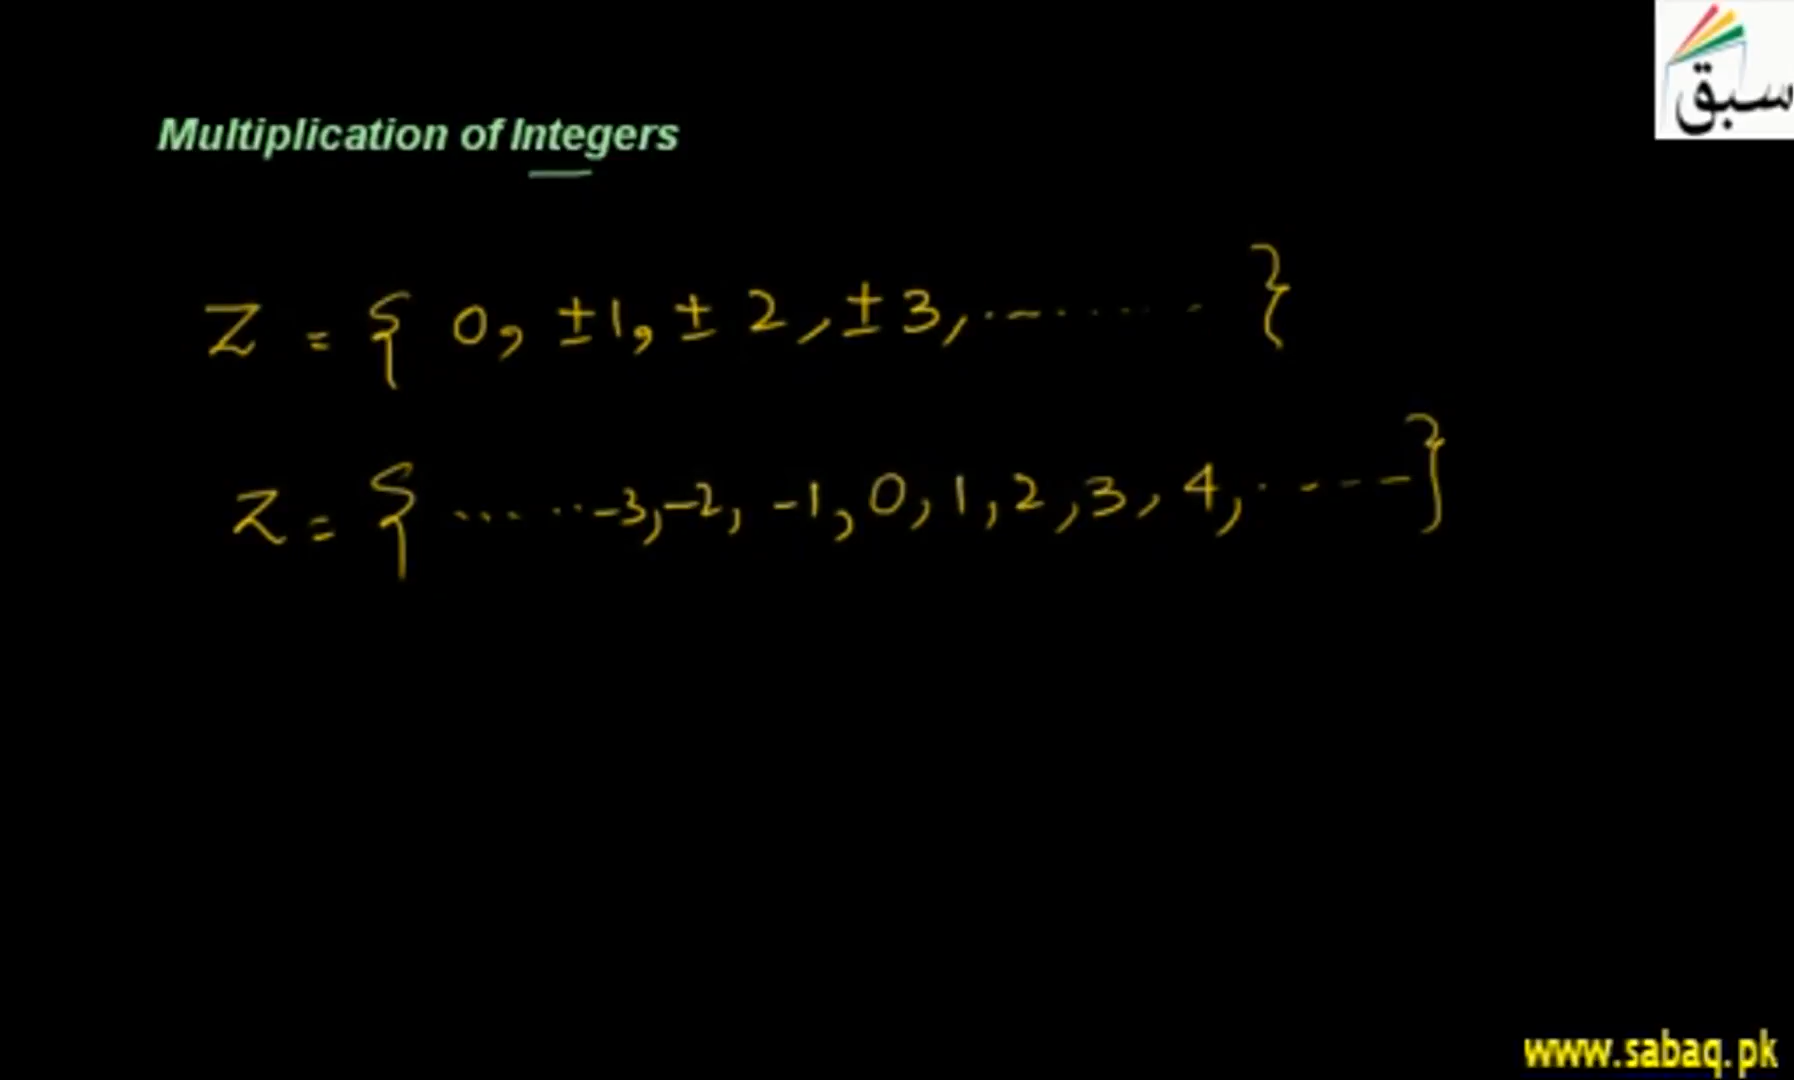 سبق
Multiplication of Integers
Z = { 0, ±1, ± 2, ± 3, ........... }
Z = { ........ -3, -2, -1, 0, 1, 2, 3, 4, ..... }
www.sabaq.pk